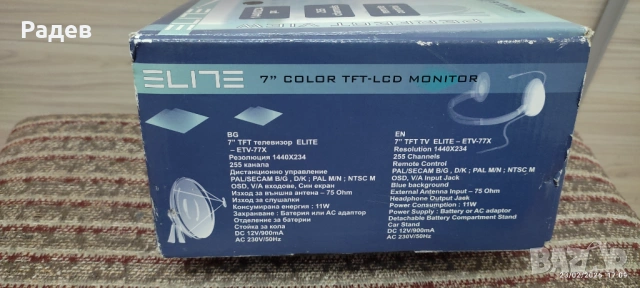 Радев
ELITE
7" COLOR TFT-LCD MONITOR
BG
7" TFT телевизор ELITE
– ETV-77X
Резолюция 1440X234
255 канала
Дистанционно управление
PAL/SECAM B/G , D/K ; PAL M/N ; NTSC M
OSD, V/A входове, Син екран
Изход за външна антена – 75 Ohm
Изход за слушалки
Консумирана енергия : 11W
Захранване : Батерия или AC адаптор
Отделение за батерии
Стойка за кола
DC 12V/900mA
AC 230V/50Hz
EN
7" TFT TV ELITE – ETV-77X
Resolution 1440X234
255 Channels
Remote Control
PAL/SECAM B/G , D/K ; PAL M/N ; NTSC M
OSD, V/A Input Jack
Blue background
External Antenna Input – 75 Ohm
Headphone Output Jack
Power Consumption : 11W
Power Supply : Battery or AC adaptor
Detachable Battery Compartment Stand
Car Stand
DC 12V/900mA
AC 230V/50Hz
BAZAR